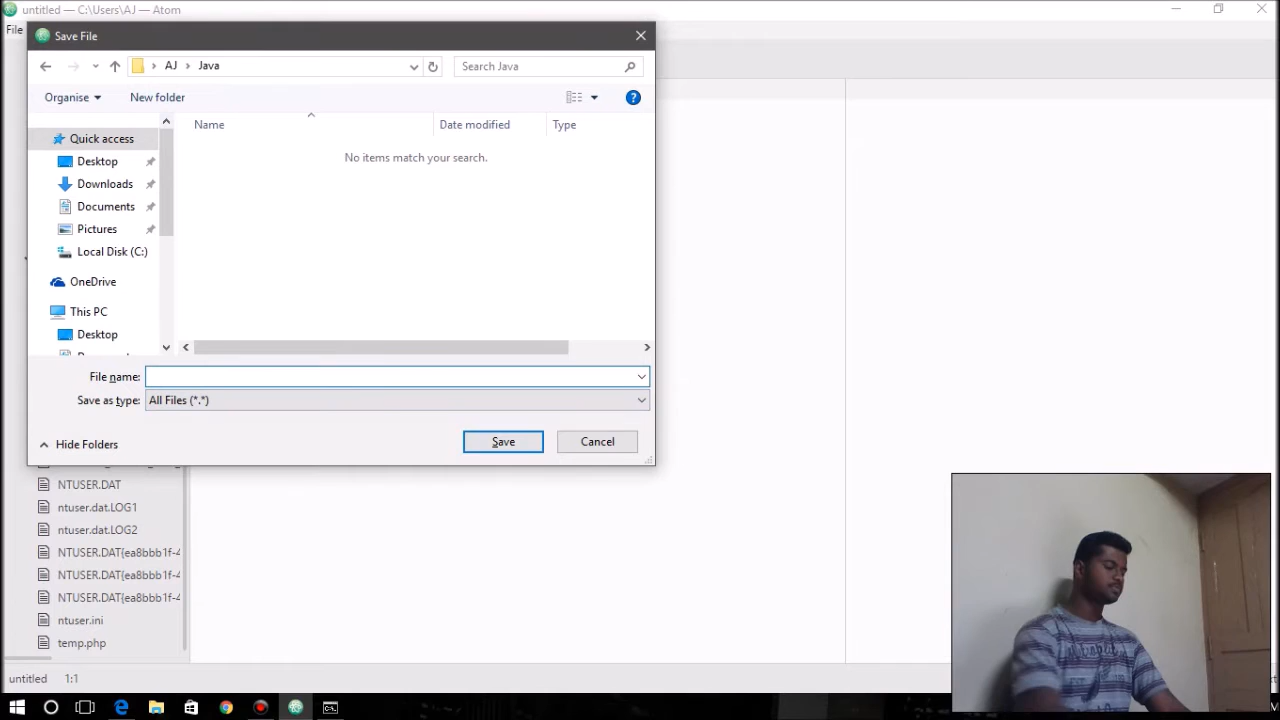 untitled — C:\Users\AJ — Atom
File
Save File
AJ Java
Search Java
Organise
New folder
Name
Date modified
Type
Quick access
No items match your search.
Desktop
Downloads
Documents
Pictures
Local Disk (C:)
OneDrive
This PC
Desktop
File name:
Save as type: All Files (*.*)
Hide Folders
Save
Cancel
NTUSER.DAT
ntuser.dat.LOG1
ntuser.dat.LOG2
NTUSER.DAT{ea8bbb1f-4
NTUSER.DAT{ea8bbb1f-4
NTUSER.DAT{ea8bbb1f-4
ntuser.ini
temp.php
untitled 1:1